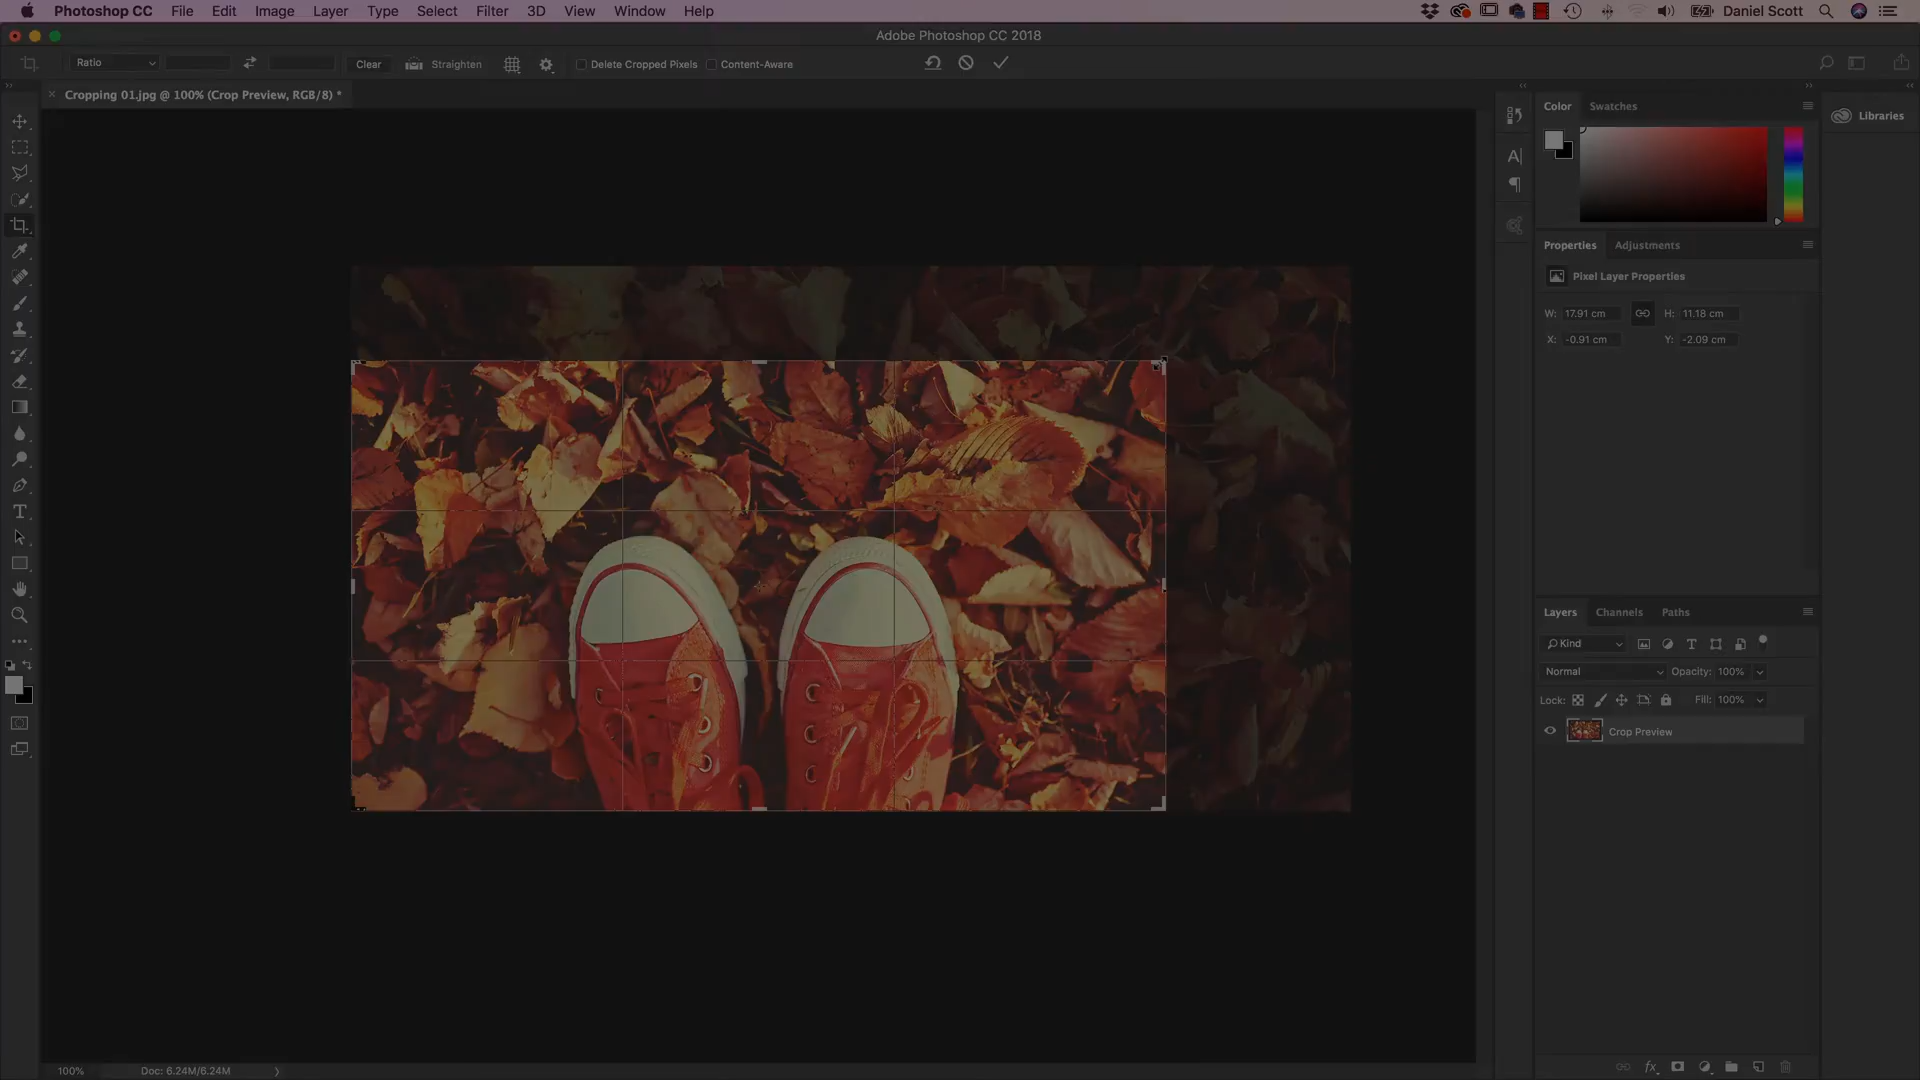 Photoshop CC File Edit Image Layer Type Select Filter 3D View Window Help Daniel Scott
Adobe Photoshop CC 2018
Ratio Clear Straighten Delete Cropped Pixels Content-Aware
Cropping 01.jpg @ 100% (Crop Preview, RGB/8) *
Color Swatches
Libraries
Properties Adjustments
Pixel Layer Properties
W: 17.91 cm H: 11.18 cm
X: -0.91 cm Y: -2.09 cm
Layers Channels Paths
Kind
Normal Opacity: 100%
Lock: Fill: 100%
Crop Preview
100% Doc: 6.24M/6.24M